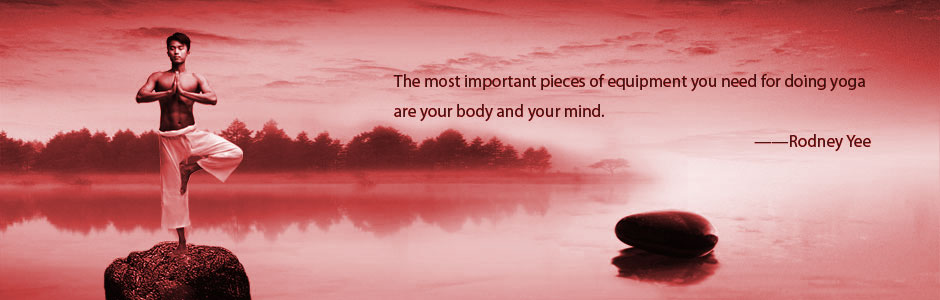 The most important pieces of equipment you need for doing yoga
are your body and your mind.
——Rodney Yee